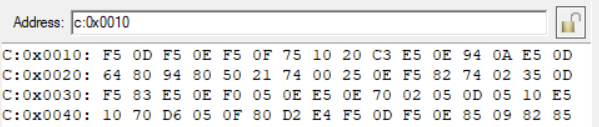 Address: c:0x0010
C:0x0010: F5 0D F5 0E F5 0F 75 10 20 C3 E5 0E 94 0A E5 0D
C:0x0020: 64 80 94 80 50 21 74 00 25 0E F5 82 74 02 35 0D
C:0x0030: F5 83 E5 0E F0 05 0E E5 0E 70 02 05 0D 05 10 E5
C:0x0040: 10 70 D6 05 0F 80 D2 E4 F5 0D F5 0E 85 09 82 85